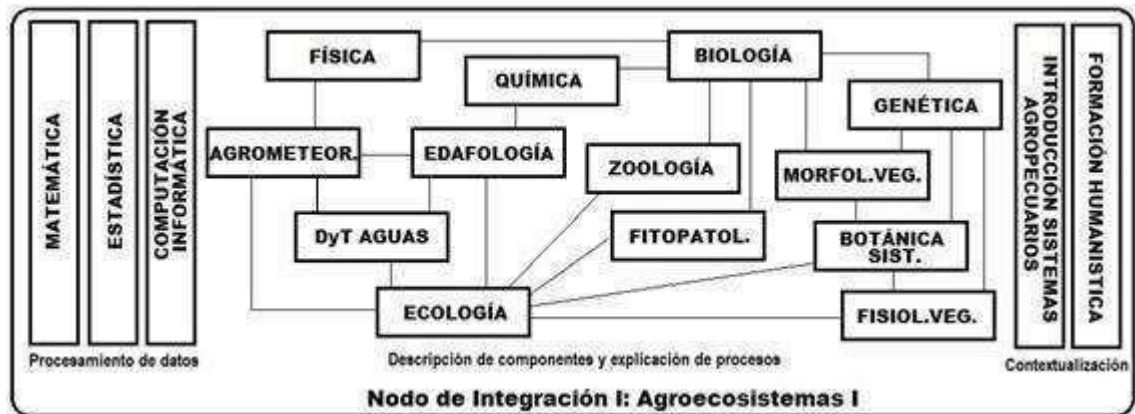 MATEMÁTICA
ESTADÍSTICA
COMPUTACIÓN
INFORMÁTICA
FÍSICA
QUÍMICA
BIOLOGÍA
GENÉTICA
AGROMETEOR.
EDAFOLOGÍA
ZOOLOGÍA
MORFOL.VEG.
DyT AGUAS
FITOPATOL.
BOTÁNICA
SIST.
ECOLOGÍA
FISIOL.VEG.
INTRODUCCIÓN SISTEMAS
AGROPECUARIOS
FORMACIÓN HUMANISTICA
Procesamiento de datos
Descripción de componentes y explicación de procesos
Contextualización
Nodo de Integración I: Agroecosistemas I